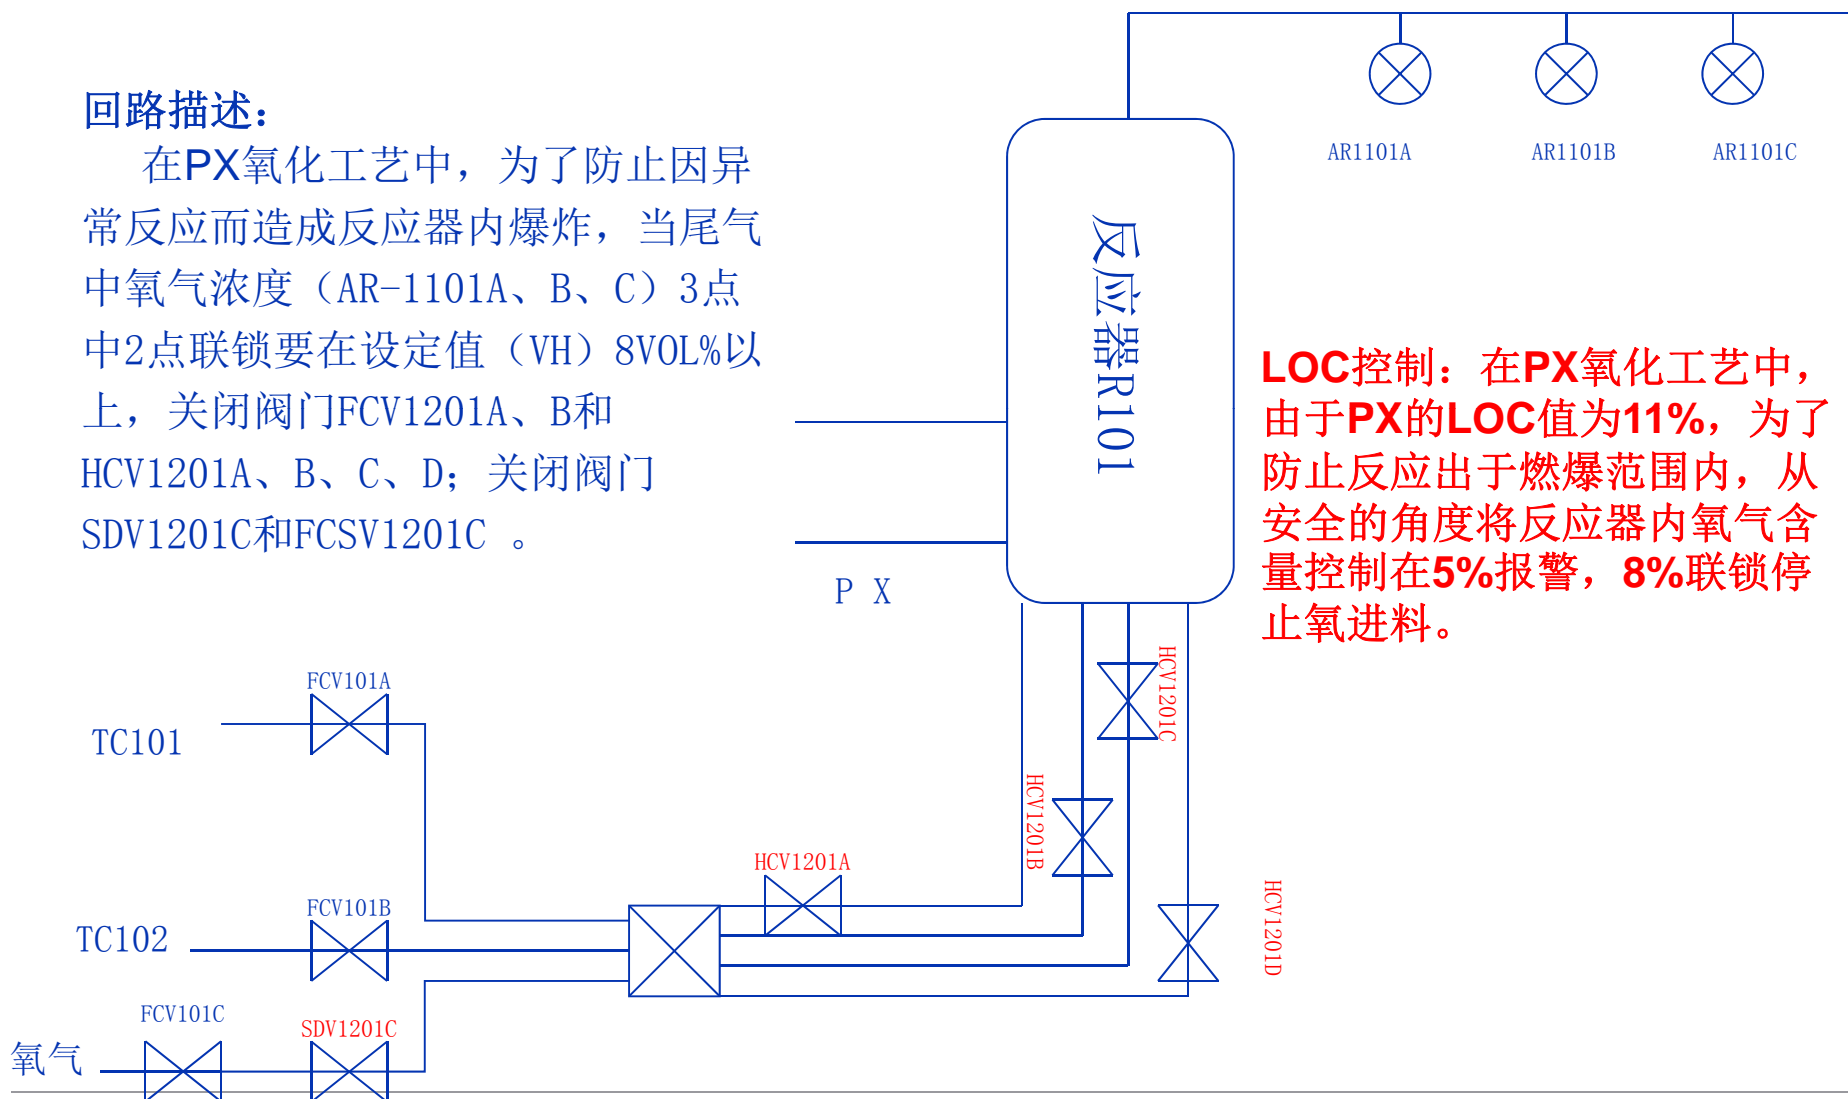 回路描述：
在PX氧化工艺中，为了防止因异
常反应而造成反应器内爆炸，当尾气
中氧气浓度（AR-1101A、B、C）3点
中2点联锁要在设定值（VH）8VOL%以
上，关闭阀门FCV1201A、B和
HCV1201A、B、C、D；关闭阀门
SDV1201C和FCSV1201C 。
AR1101A
AR1101B
AR1101C
反应器R101
LOC控制：在PX氧化工艺中，
由于PX的LOC值为11%，为了
防止反应出于燃爆范围内，从
安全的角度将反应器内氧气含
量控制在5%报警，8%联锁停
止氧进料。
P X
FCV101A
TC101
HCV1201C
HCV1201B
HCV1201A
HCV1201D
FCV101B
TC102
FCV101C
SDV1201C
氧气